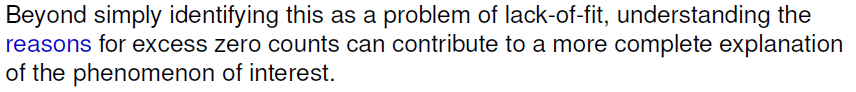 Beyond simply identifying this as a problem of lack-of-fit, understanding the
reasons for excess zero counts can contribute to a more complete explanation
of the phenomenon of interest.